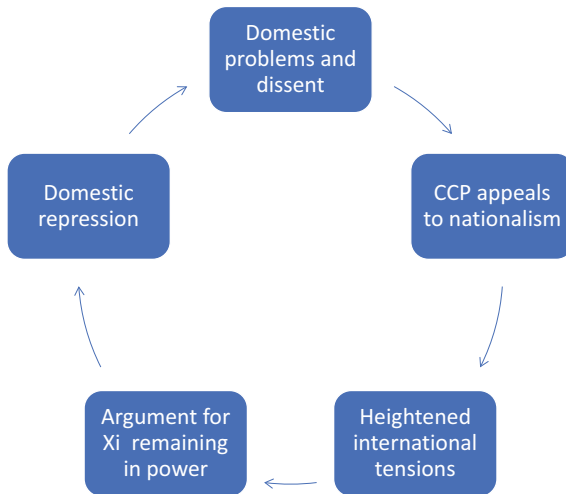 Domestic
problems and
dissent
CCP appeals
to nationalism
Heightened
international
tensions
Argument for
Xi remaining
in power
Domestic
repression